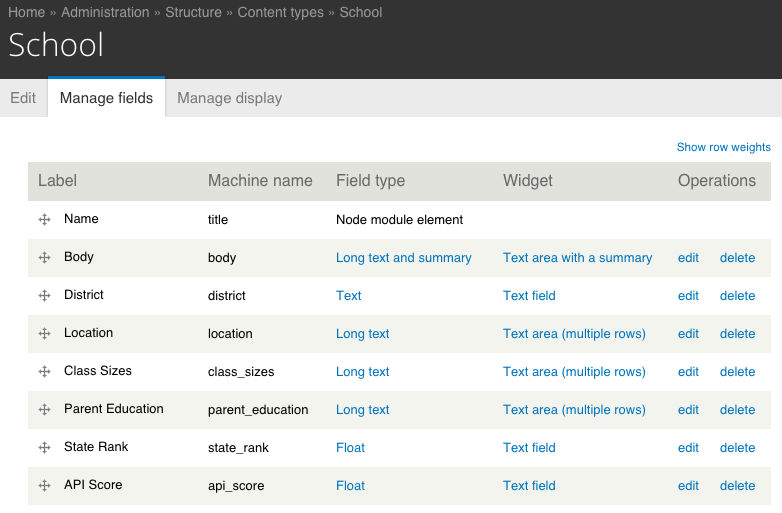 Home » Administration » Structure » Content types » School
School
Edit Manage fields Manage display
Show row weights
Label Machine name Field type Widget Operations
Name title Node module element
Body body Long text and summary Text area with a summary edit delete
District district Text Text field edit delete
Location location Long text Text area (multiple rows) edit delete
Class Sizes class_sizes Long text Text area (multiple rows) edit delete
Parent Education parent_education Long text Text area (multiple rows) edit delete
State Rank state_rank Float Text field edit delete
API Score api_score Float Text field edit delete